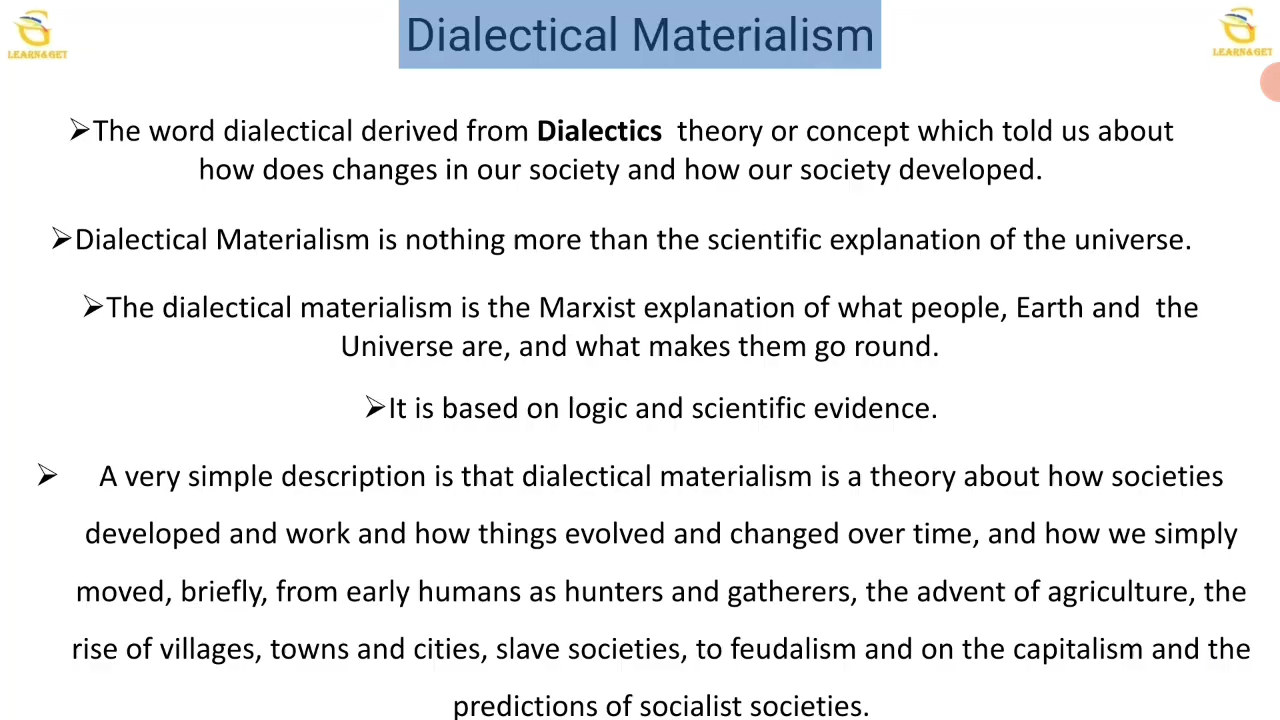 LEARN&GET
Dialectical Materialism
LEARN&GET
➢The word dialectical derived from Dialectics theory or concept which told us about
how does changes in our society and how our society developed.
➢Dialectical Materialism is nothing more than the scientific explanation of the universe.
➢The dialectical materialism is the Marxist explanation of what people, Earth and the
Universe are, and what makes them go round.
➢It is based on logic and scientific evidence.
➢ A very simple description is that dialectical materialism is a theory about how societies
developed and work and how things evolved and changed over time, and how we simply
moved, briefly, from early humans as hunters and gatherers, the advent of agriculture, the
rise of villages, towns and cities, slave societies, to feudalism and on the capitalism and the
predictions of socialist societies.